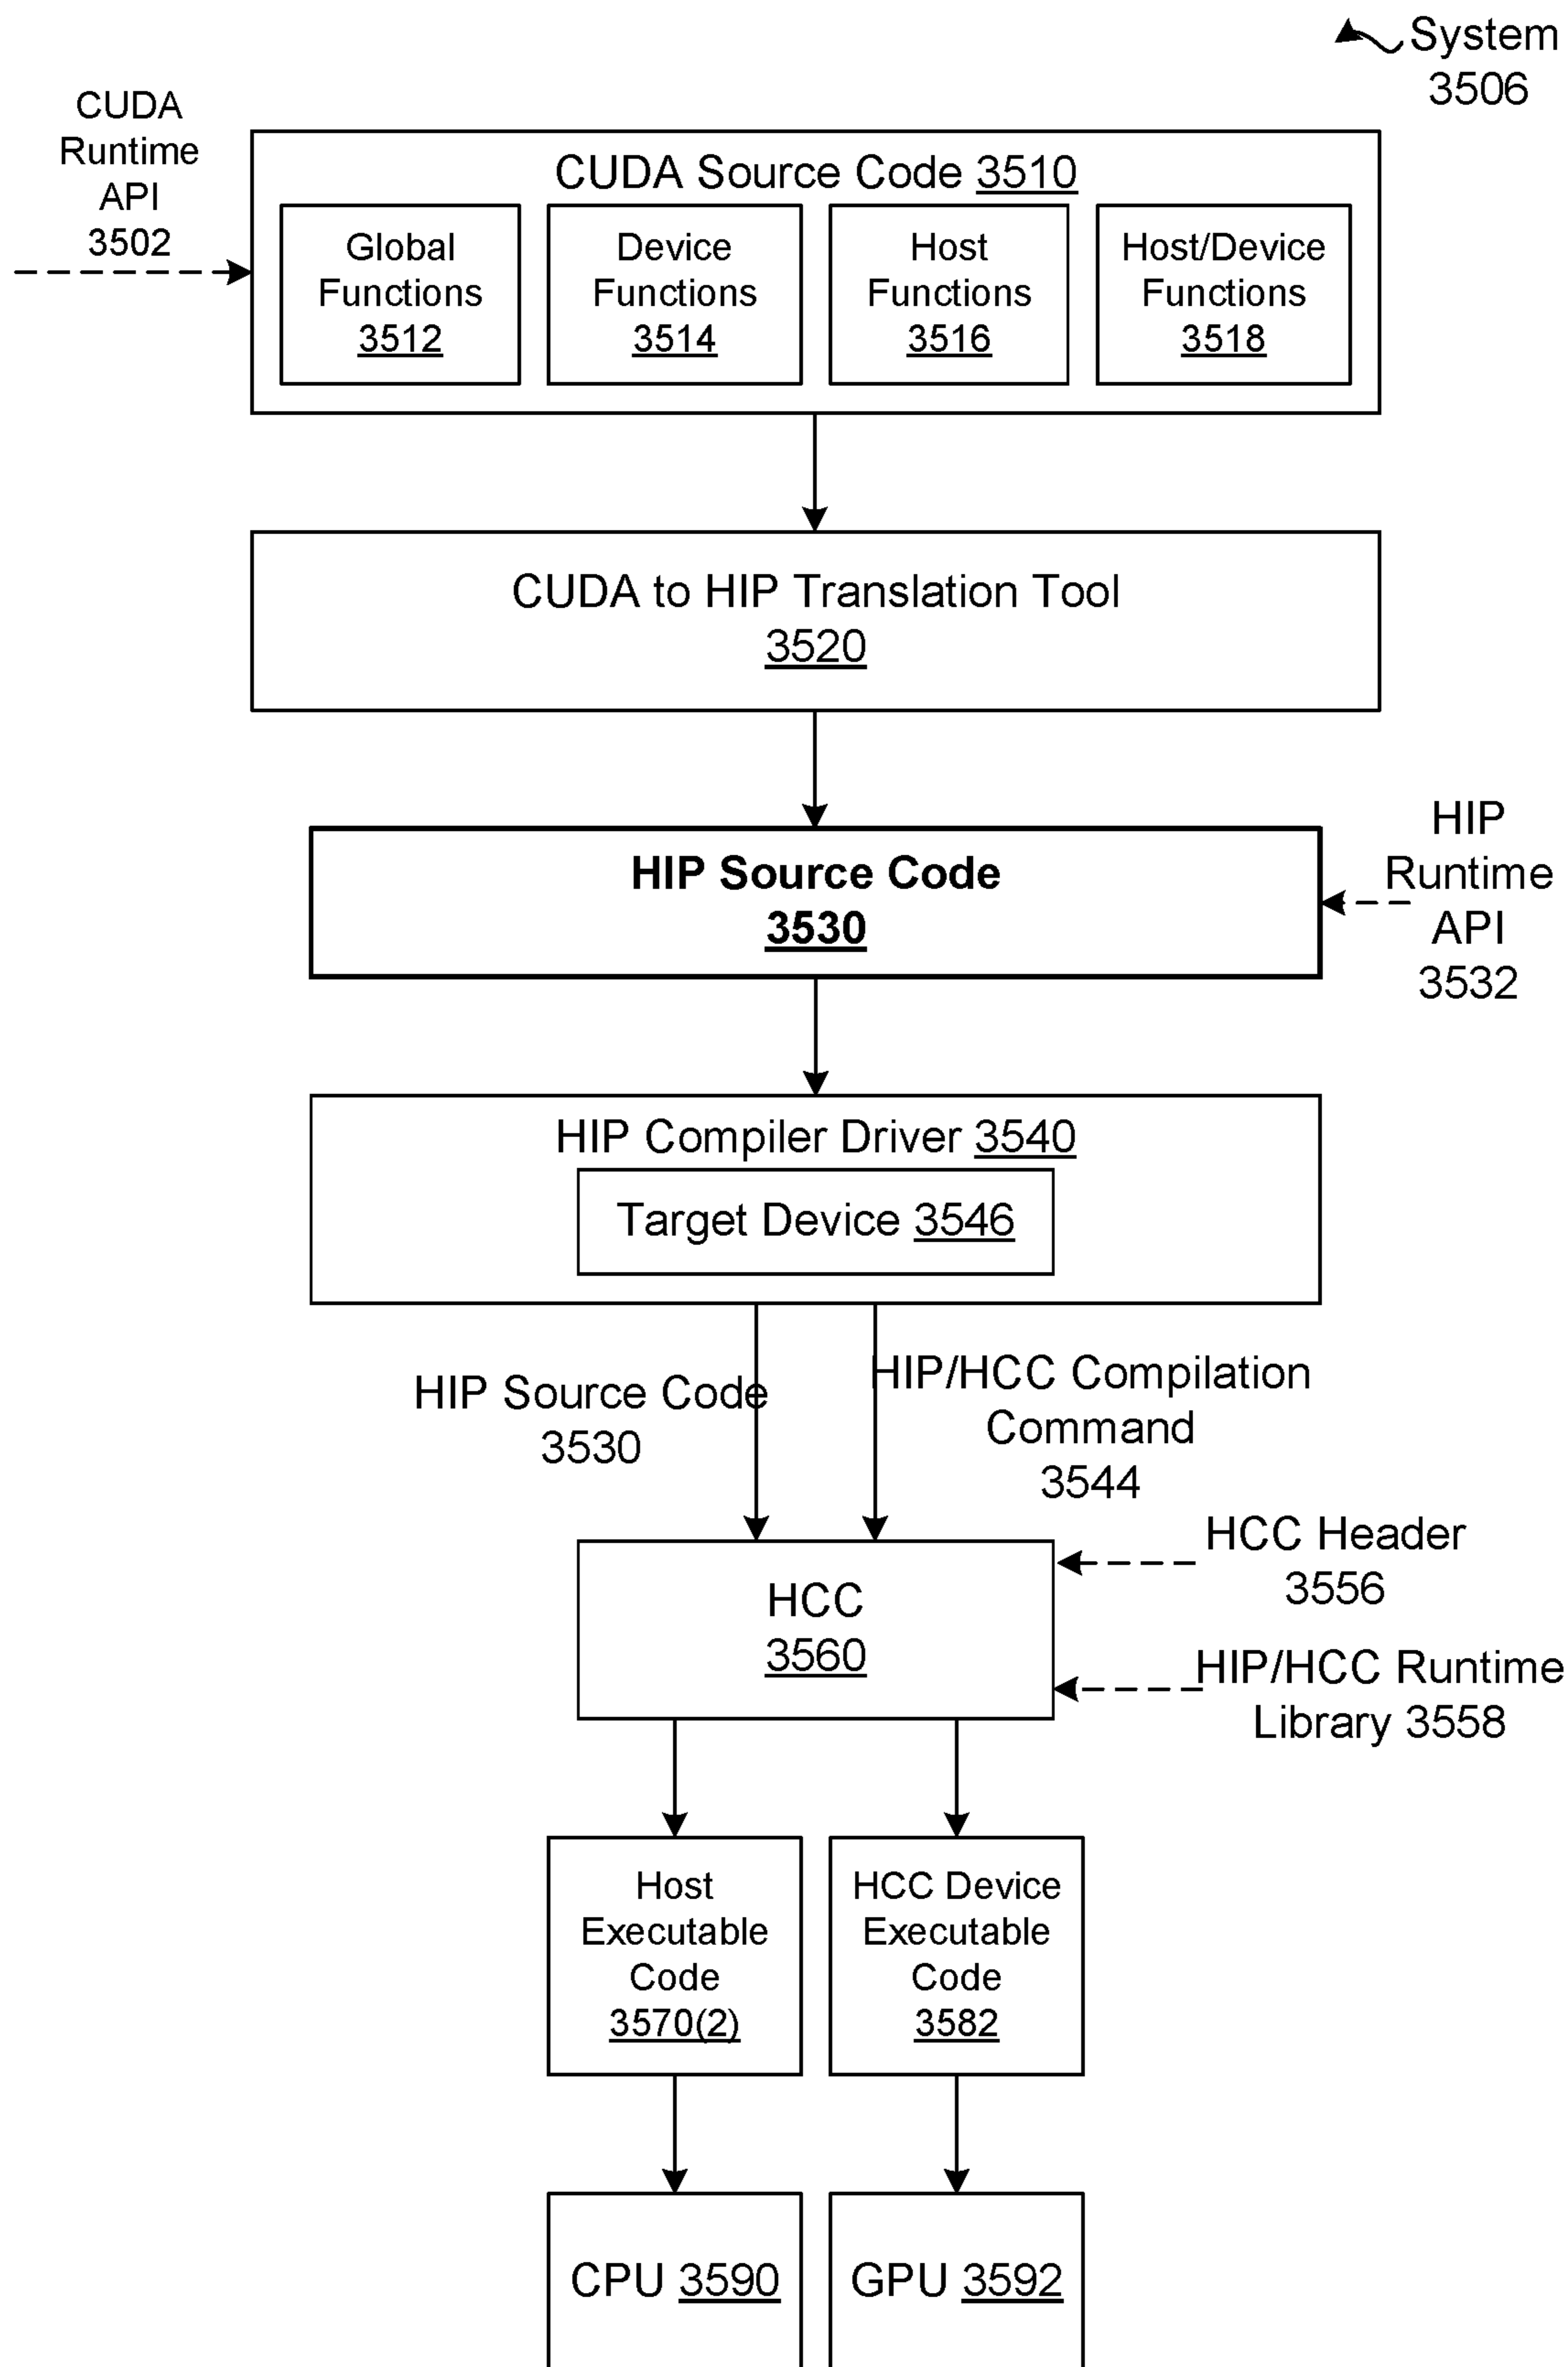 System
3506
CUDA
Runtime
API
3502
CUDA Source Code 3510
Global
Functions
3512
Device
Functions
3514
Host
Functions
3516
Host/Device
Functions
3518
CUDA to HIP Translation Tool
3520
HIP Source Code
3530
HIP
Runtime
API
3532
HIP Compiler Driver 3540
Target Device 3546
HIP Source Code
3530
HIP/HCC Compilation
Command
3544
HCC
3560
HCC Header
3556
HIP/HCC Runtime
Library 3558
Host
Executable
Code
3570(2)
HCC Device
Executable
Code
3582
CPU 3590
GPU 3592